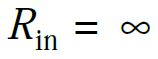 R_in = ∞